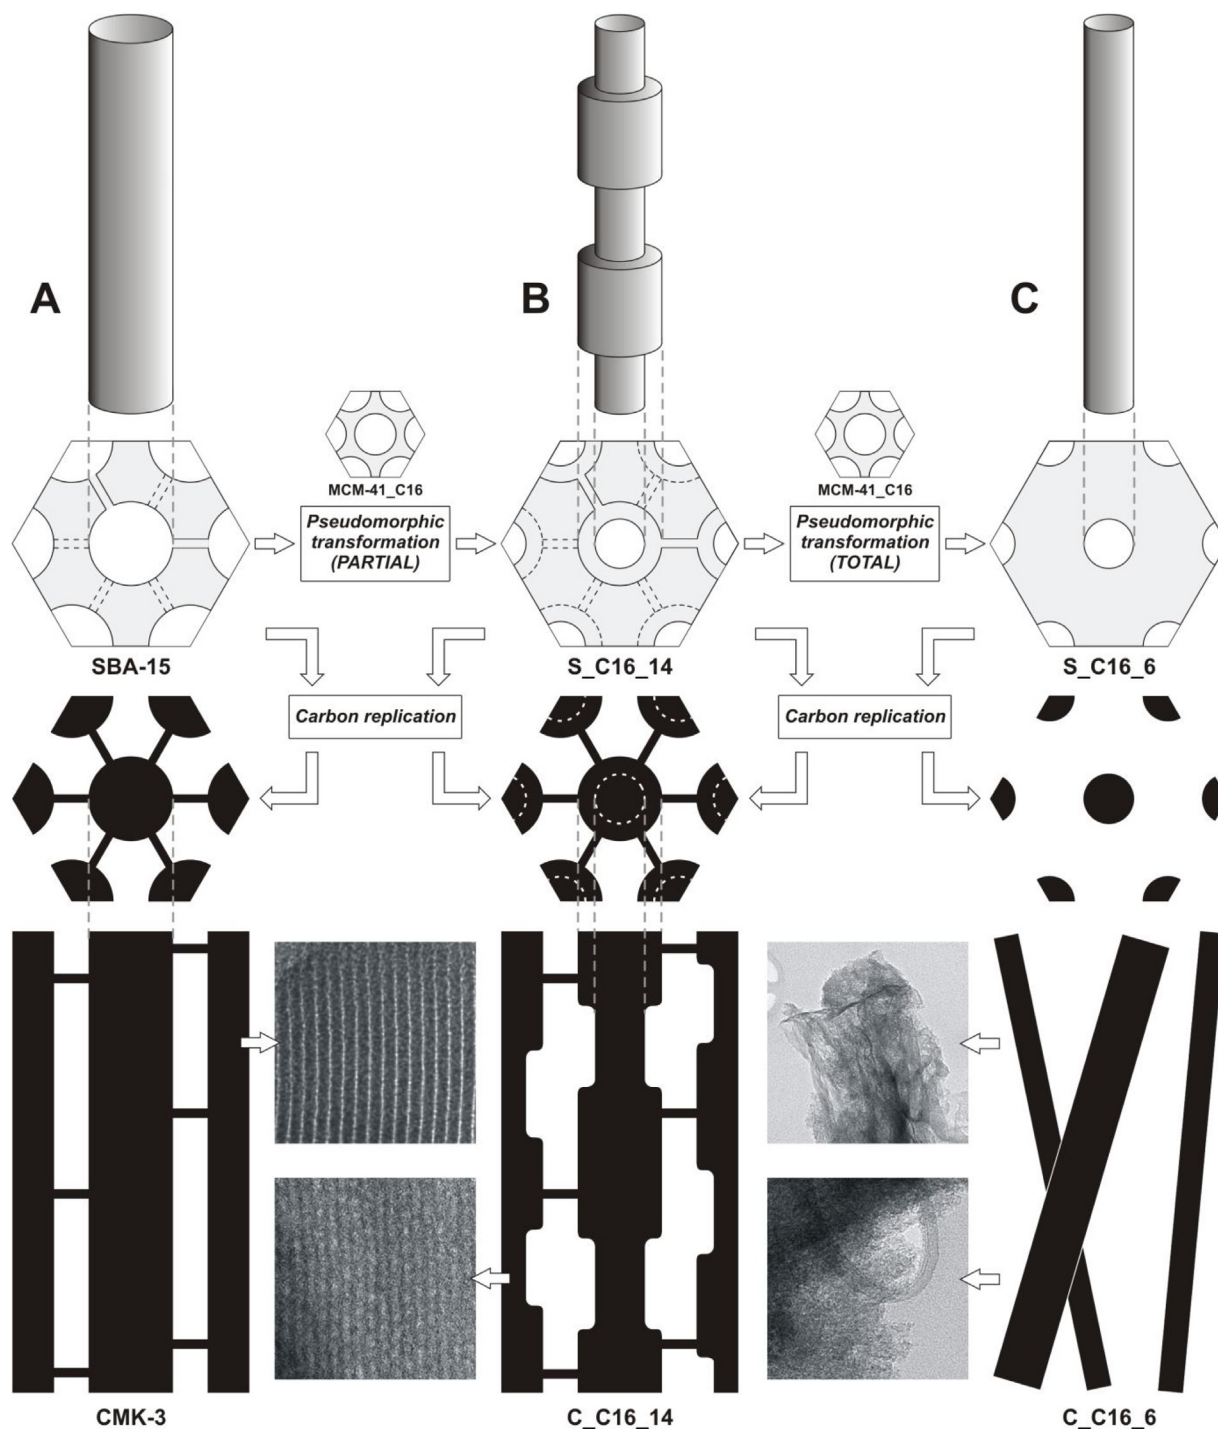 A
B
C
MCM-41_C16
MCM-41_C16
Pseudomorphic
transformation
(PARTIAL)
Pseudomorphic
transformation
(TOTAL)
SBA-15
S_C16_14
S_C16_6
Carbon replication
Carbon replication
CMK-3
C_C16_14
C_C16_6